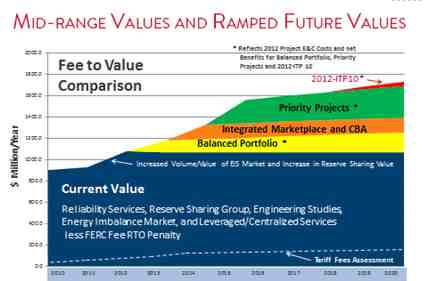 MID-RANGE VALUES AND RAMPED FUTURE VALUES
Fee to Value
Comparison
* Reflects 2012 Project E&C Costs and net
Benefits for Balanced Portfolio, Priority
Projects and 2012-ITP 10
2012-ITP10*
Priority Projects *
Integrated Marketplace and CBA
Balanced Portfolio *
Increased Volume/Value of EIS Market and Increase in Reserve Sharing Value
Current Value
Reliability Services, Reserve Sharing Group, Engineering Studies,
Energy Imbalance Market, and Leveraged/Centralized Services
less FERC Fee RTO Penalty
Tariff Fees Assessment
$ Million/Year
2000.0
1800.0
1600.0
1400.0
1200.0
1000.0
800.0
600.0
400.0
200.0
0.0
2010 2011 2012 2013 2014 2015 2016 2017 2018 2019 2020